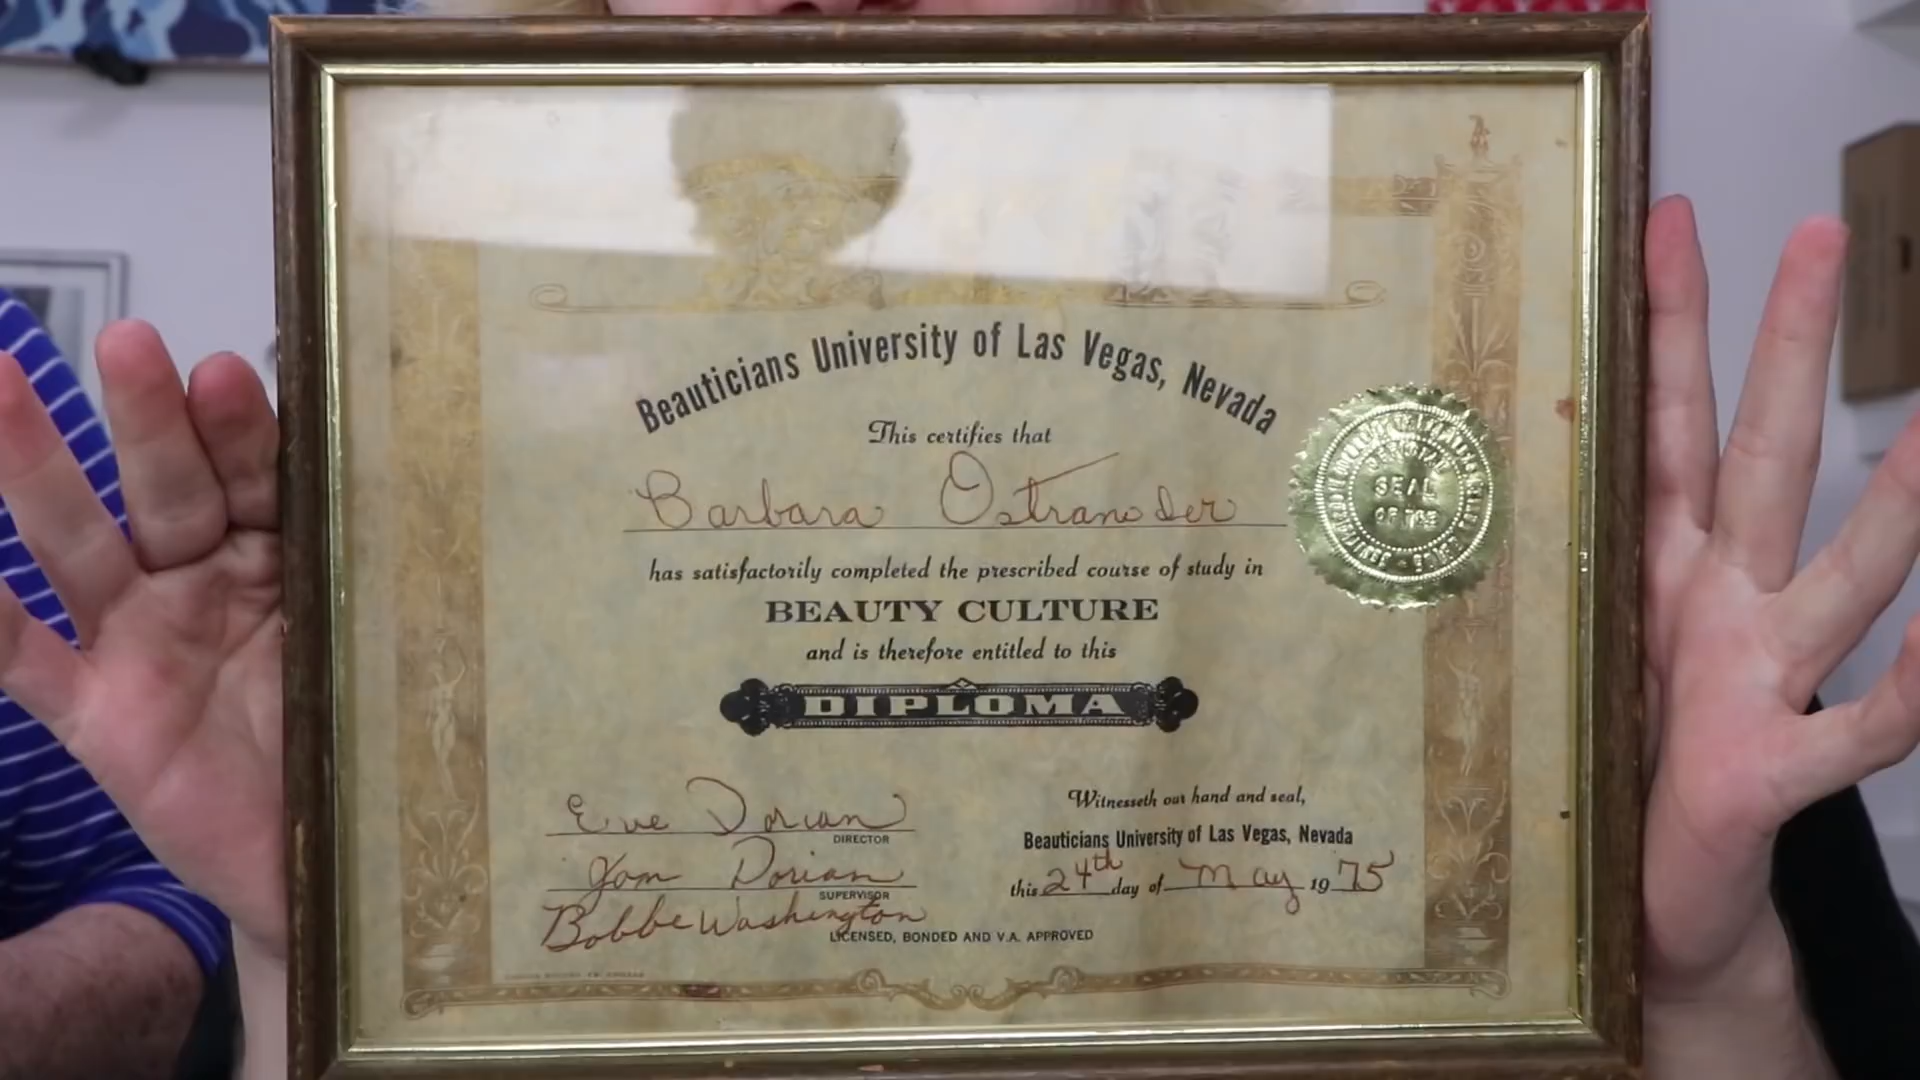 Beauticians University of Las Vegas, Nevada
This certifies that
Barbara Ostrander
has satisfactorily completed the prescribed course of study in
BEAUTY CULTURE
and is therefore entitled to this
DIPLOMA
SEAL
OF THE
Eve Dorian
DIRECTOR
Dorian
SUPERVISOR
Bobbe Washington
LICENSED, BONDED AND V.A. APPROVED
Witnesseth our hand and seal,
Beauticians University of Las Vegas, Nevada
this 24th day of May 1975